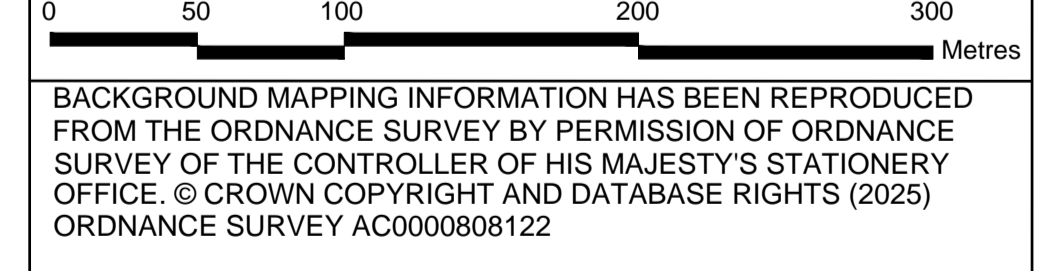 0 50 100 200 300
Metres
BACKGROUND MAPPING INFORMATION HAS BEEN REPRODUCED
FROM THE ORDNANCE SURVEY BY PERMISSION OF ORDNANCE
SURVEY OF THE CONTROLLER OF HIS MAJESTY'S STATIONERY
OFFICE. © CROWN COPYRIGHT AND DATABASE RIGHTS (2025)
ORDNANCE SURVEY AC0000808122